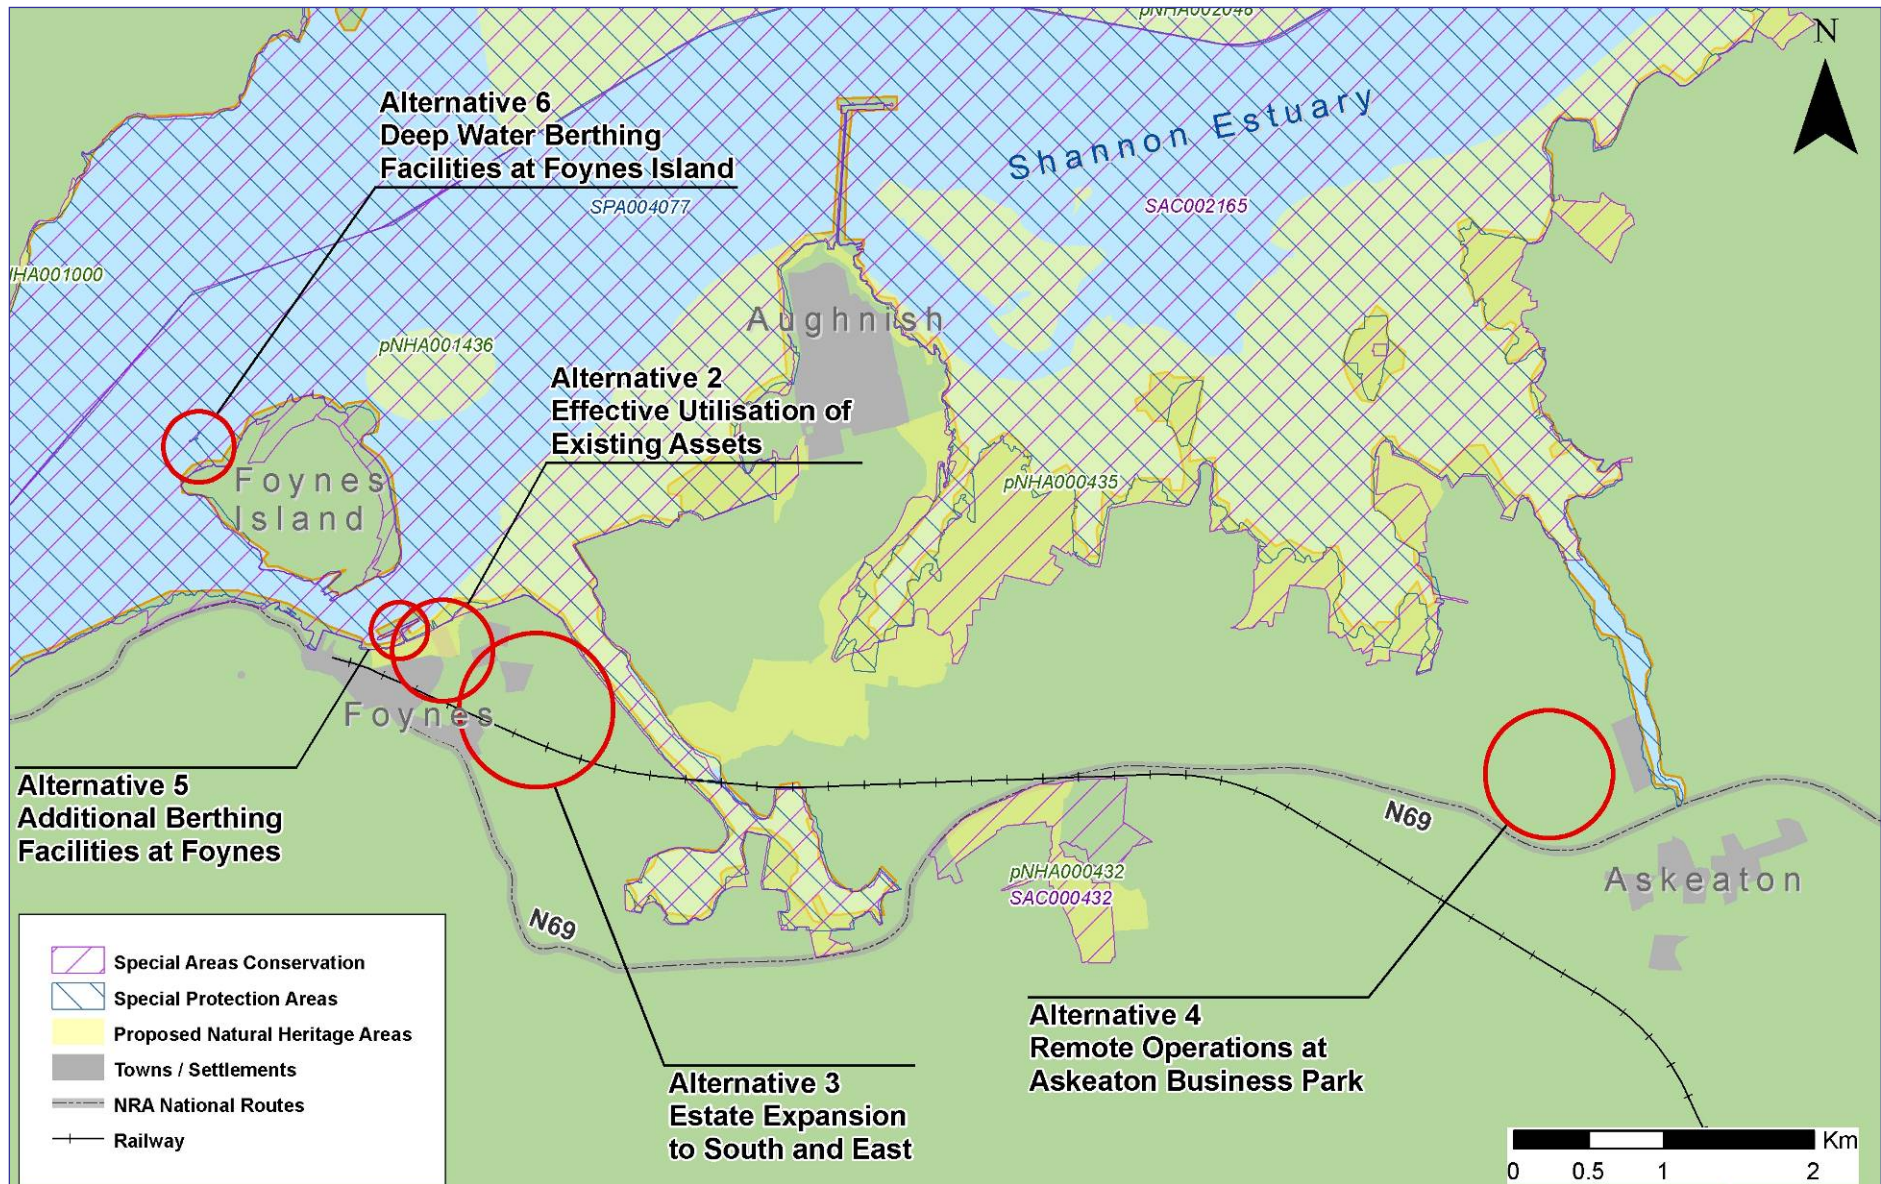 pNHA002048
N
Alternative 6
Deep Water Berthing
Facilities at Foynes Island
Shannon Estuary
SPA004077
SAC002165
HA001000
Aughnish
pNHA001436
Alternative 2
Effective Utilisation of
Existing Assets
Foynes
Island
pNHA000435
Foynes
Alternative 5
Additional Berthing
Facilities at Foynes
N69
pNHA000432
SAC000432
Askeaton
N69
Special Areas Conservation
Special Protection Areas
Proposed Natural Heritage Areas
Towns / Settlements
NRA National Routes
Railway
Alternative 3
Estate Expansion
to South and East
Alternative 4
Remote Operations at
Askeaton Business Park
Km
0 0.5 1 2